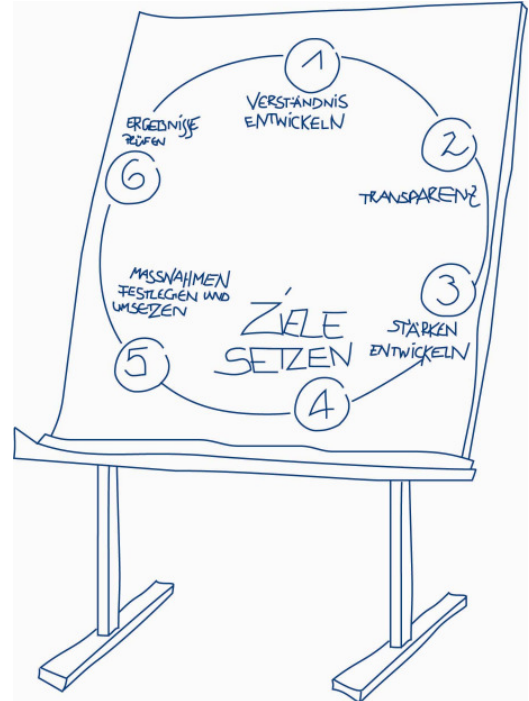 1
VERSTÄNDNIS
ENTWICKELN
2
TRANSPARENZ
3
STÄRKEN
ENTWICKELN
ZIELE
SETZEN
4
MASSNAHMEN
FESTLEGEN UND
UMSETZEN
5
ERGEBNISSE
PRÜFEN
6